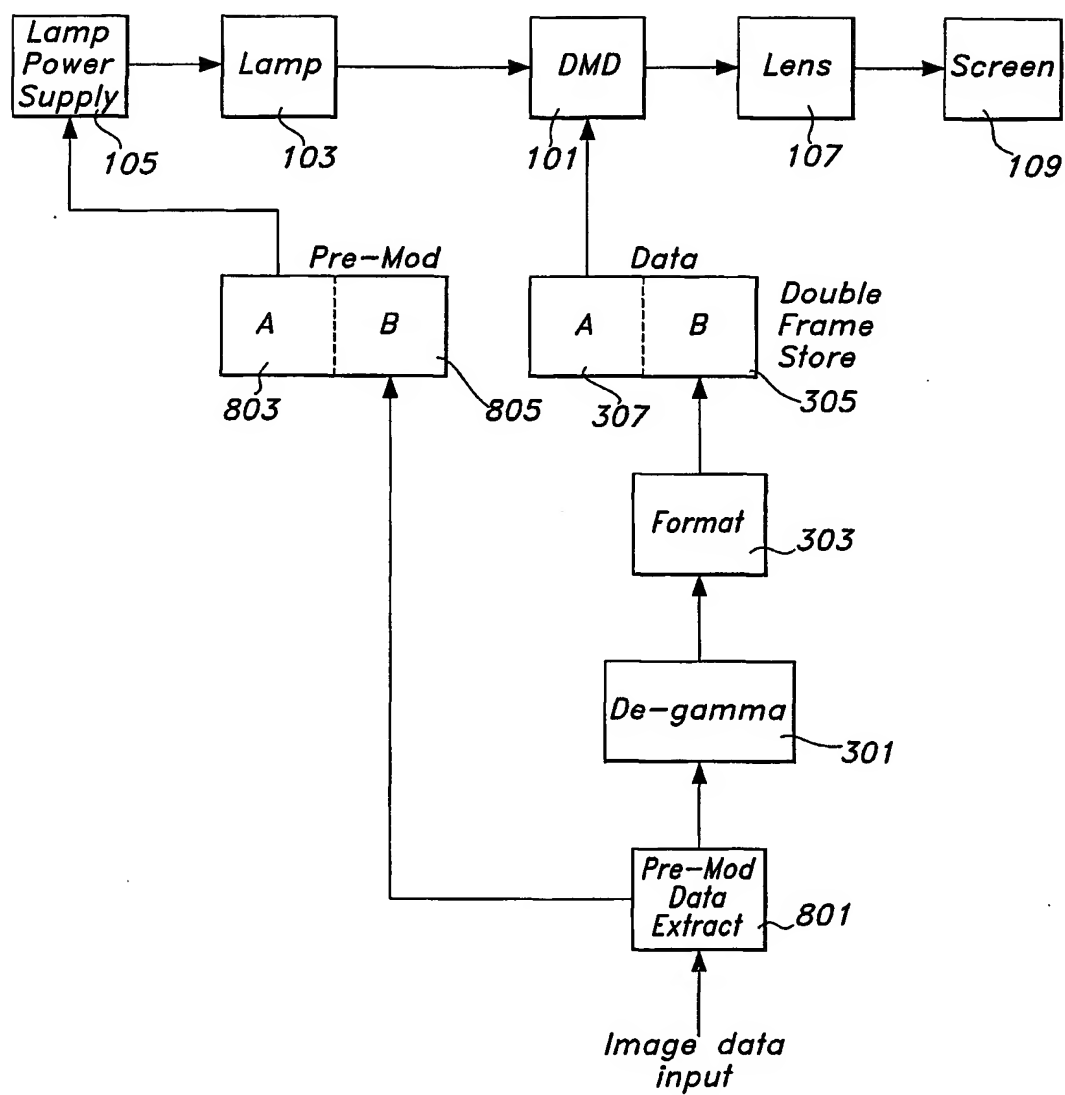 Lamp
Power
Supply
Lamp
DMD
Lens
Screen
105
103
101
107
109
Pre-Mod
Data
A
B
A
B
Double
Frame
Store
803
805
307
305
Format
303
De-gamma
301
Pre-Mod
Data
Extract
801
Image data
input